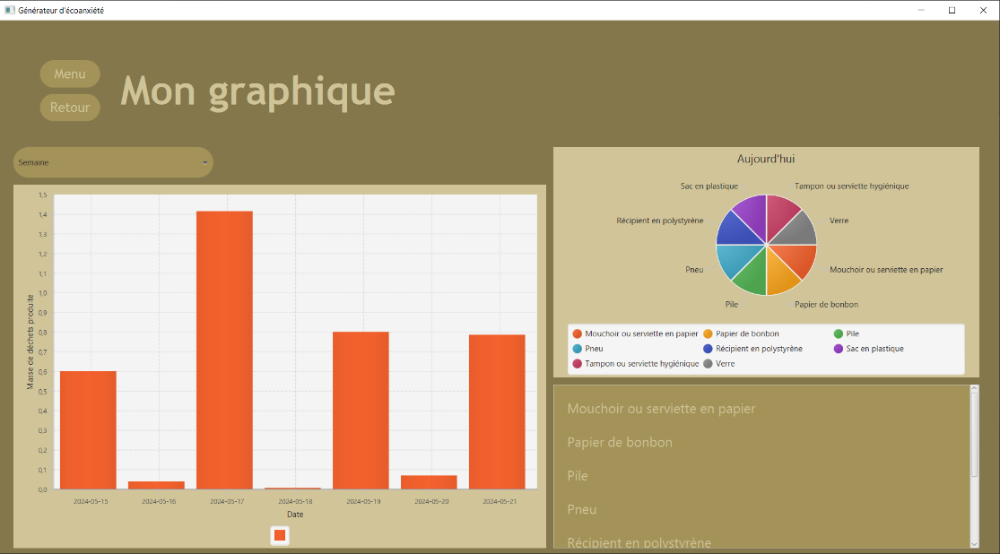 Générateur d'écoanxiété
Menu
Retour
Mon graphique
Semaine
Masse de déchets produite
1,5
1,4
1,3
1,2
1,1
1,0
0,9
0,8
0,7
0,6
0,5
0,4
0,3
0,2
0,1
0,0
2024-05-15 2024-05-16 2024-05-17 2024-05-18 2024-05-19 2024-05-20 2024-05-21
Date
Aujourd'hui
Sac en plastique Tampon ou serviette hygiénique
Récipient en polystyrène Verre
Pneu Mouchoir ou serviette en papier
Pile Papier de bonbon
Mouchoir ou serviette en papier Papier de bonbon Pile
Pneu Récipient en polystyrène Sac en plastique
Tampon ou serviette hygiénique Verre
Mouchoir ou serviette en papier
Papier de bonbon
Pile
Pneu
Récipient en polystyrène